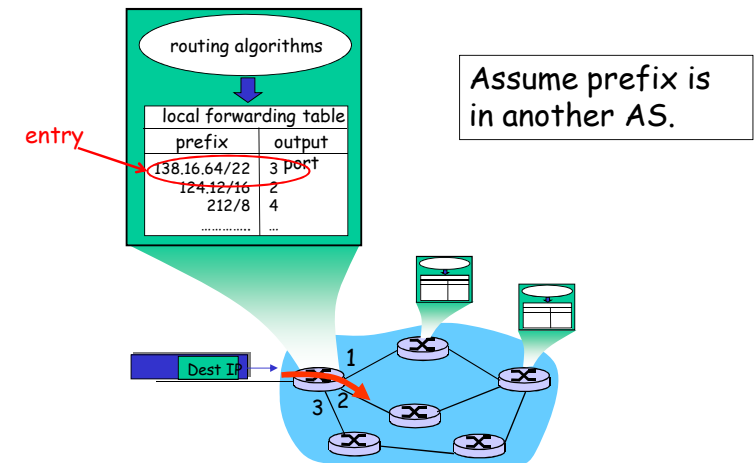 routing algorithms
local forwarding table
prefix
output
port
138.16.64/22
3
124.12/16
2
212/8
4
…………..
…
entry
Assume prefix is
in another AS.
Dest IP
1
2
3